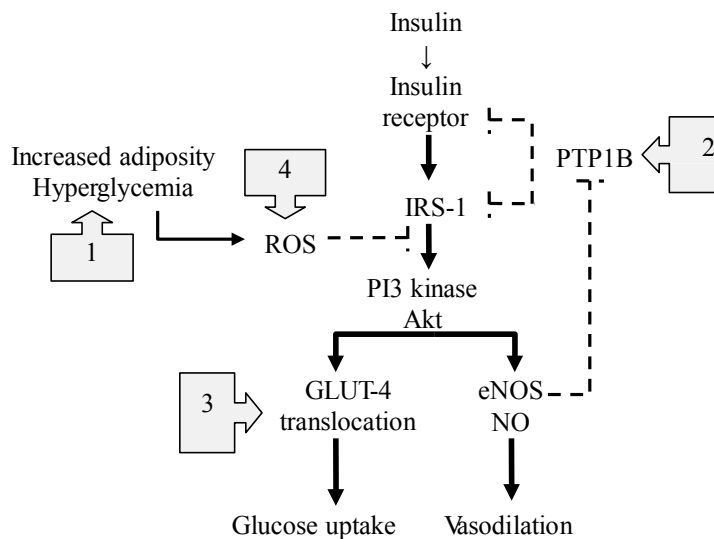 Insulin
↓
Insulin
receptor
2
PTP1B
Increased adiposity
Hyperglycemia
4
IRS-1
ROS
1
PI3 kinase
Akt
3
GLUT-4
translocation
eNOS
NO
Glucose uptake
Vasodilation